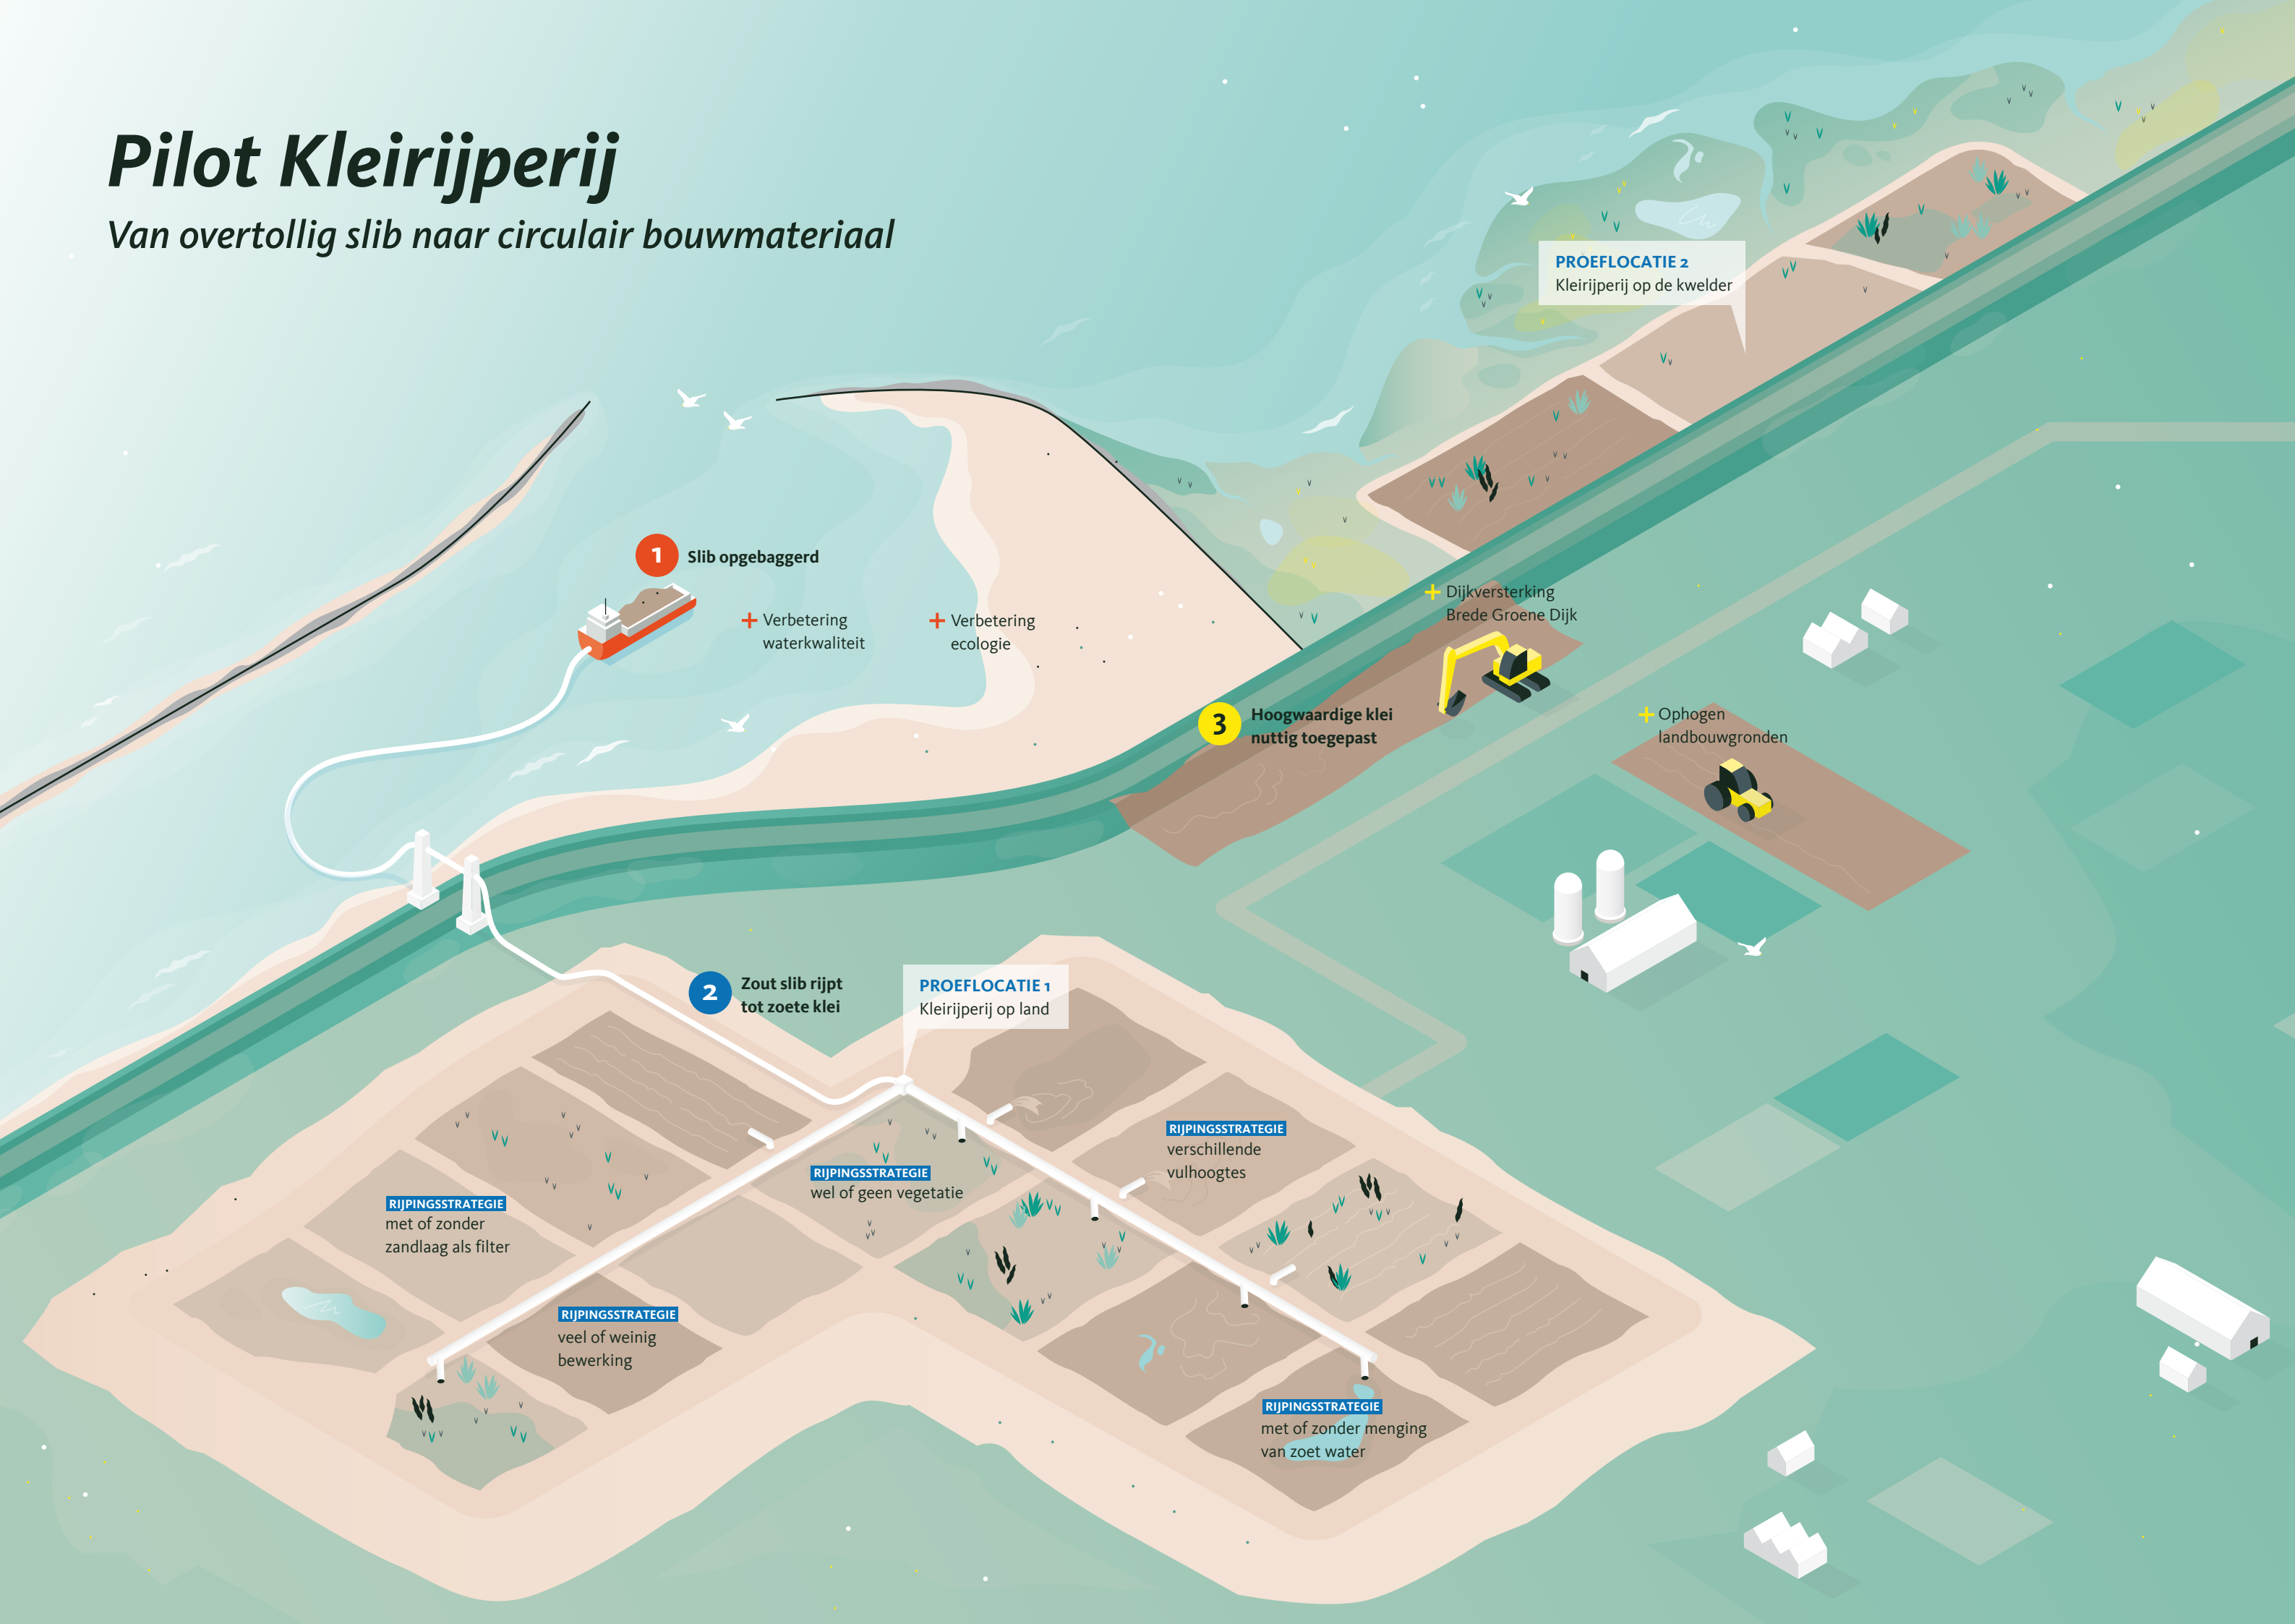 Pilot Kleirijperij
Van overtollig slib naar circulair bouwmateriaal
PROEFLOCATIE 2
Kleirijperij op de kwelder
1
Slib opgebaggerd
+ Verbetering
waterkwaliteit
+ Verbetering
ecologie
+ Dijkversterking
Brede Groene Dijk
3
Hoogwaardige klei
nuttig toegepast
+ Ophogen
landbouwgronden
2
Zout slib rijpt
tot zoete klei
PROEFLOCATIE 1
Kleirijperij op land
RIJPINGSSTRATEGIE
verschillende
vulhoogtes
RIJPINGSSTRATEGIE
wel of geen vegetatie
RIJPINGSSTRATEGIE
met of zonder
zandlaag als filter
RIJPINGSSTRATEGIE
veel of weinig
bewerking
RIJPINGSSTRATEGIE
met of zonder menging
van zoet water